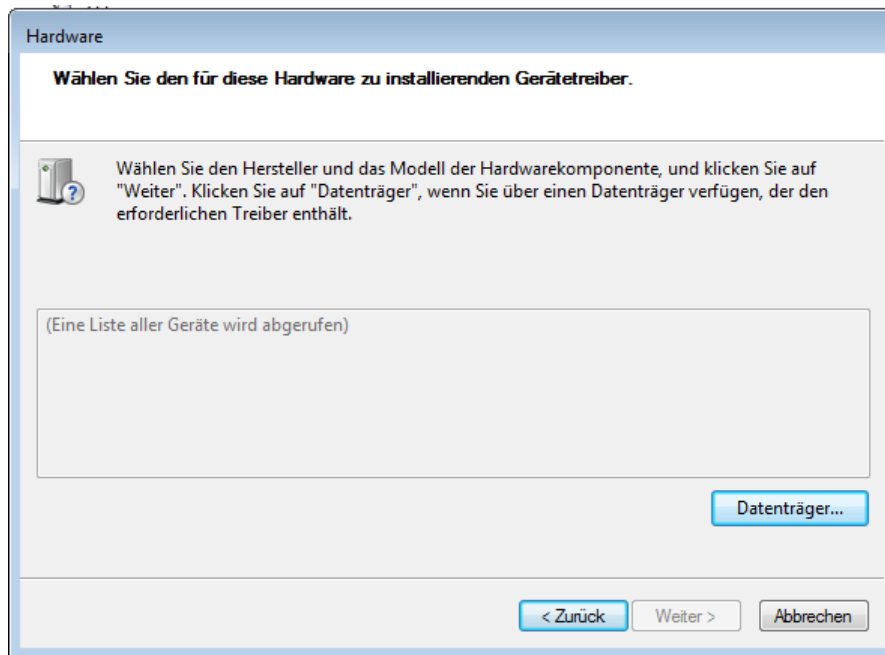 Hardware
Wählen Sie den für diese Hardware zu installierenden Gerätetreiber.
Wählen Sie den Hersteller und das Modell der Hardwarekomponente, und klicken Sie auf
"Weiter". Klicken Sie auf "Datenträger", wenn Sie über einen Datenträger verfügen, der den
erforderlichen Treiber enthält.
(Eine Liste aller Geräte wird abgerufen)
Datenträger...
< Zurück Weiter > Abbrechen